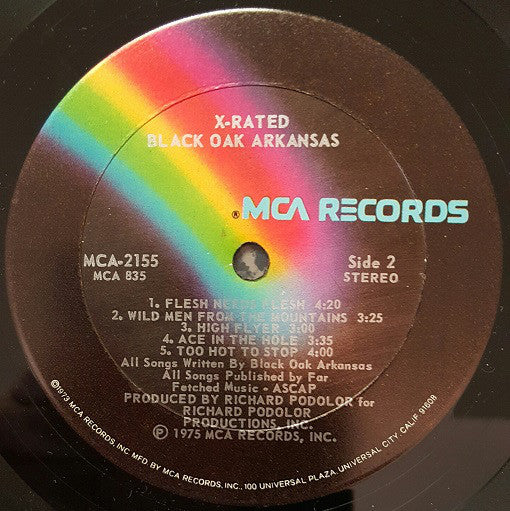 X-RATED
BLACK OAK ARKANSAS
® MCA RECORDS
MCA-2155
MCA 835
Side 2
STEREO
1. FLESH NEEDS FLESH 4:20
2. WILD MEN FROM THE MOUNTAINS 3:25
3. HIGH FLYER 3:00
4. ACE IN THE HOLE 3:35
5. TOO HOT TO STOP 4:00
All Songs Written By Black Oak Arkansas
All Songs Published by Far
Fetched Music - ASCAP
PRODUCED BY RICHARD PODOLOR for
RICHARD PODOLOR
PRODUCTIONS, INC.
Ⓟ 1975 MCA RECORDS, INC.
©1973 MCA RECORDS, INC. MFD BY MCA RECORDS, INC., 100 UNIVERSAL PLAZA, UNIVERSAL CITY, CALIF. 91608